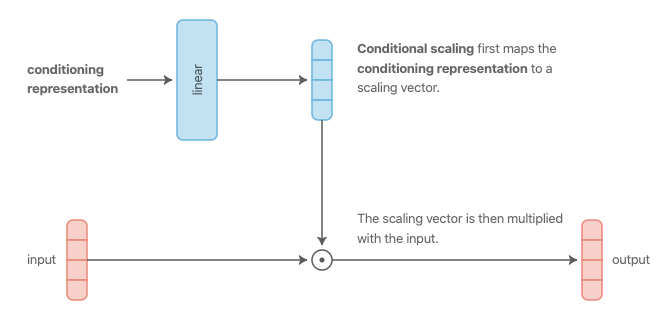 conditioning
representation
linear
Conditional scaling first maps the
conditioning representation to a
scaling vector.
The scaling vector is then multiplied
with the input.
input
output